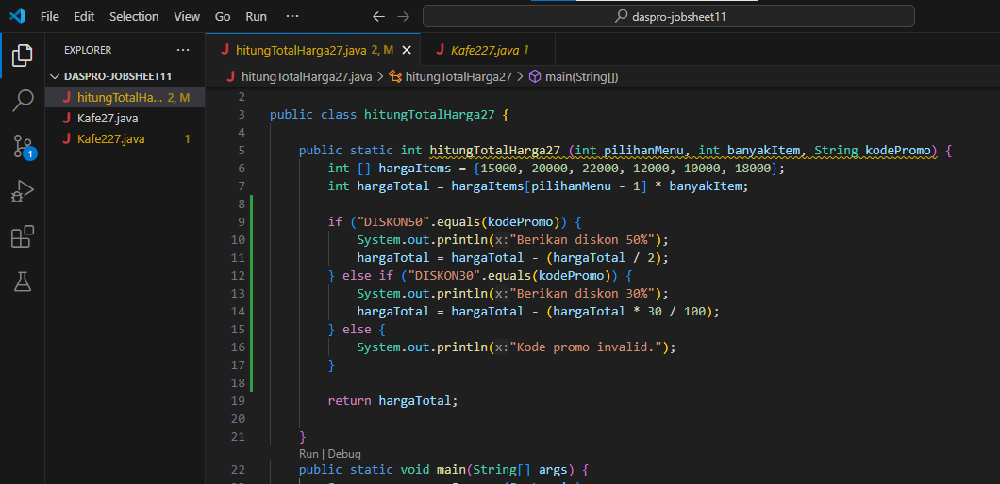 File Edit Selection View Go Run ··· daspro-jobsheet11
EXPLORER ···
hitungTotalHarga27.java 2, M Kafe227.java 1
DASPRO-JOBSHEET11
hitungTotalHa... 2, M
Kafe27.java
Kafe227.java 1
1
hitungTotalHarga27.java > hitungTotalHarga27 > main(String[])
2
3 public class hitungTotalHarga27 {
4
5 public static int hitungTotalHarga27 (int pilihanMenu, int banyakItem, String kodePromo) {
6 int [] hargaItems = {15000, 20000, 22000, 12000, 10000, 18000};
7 int hargaTotal = hargaItems[pilihanMenu - 1] * banyakItem;
8
9 if ("DISKON50".equals(kodePromo)) {
10 System.out.println(x:"Berikan diskon 50%");
11 hargaTotal = hargaTotal - (hargaTotal / 2);
12 } else if ("DISKON30".equals(kodePromo)) {
13 System.out.println(x:"Berikan diskon 30%");
14 hargaTotal = hargaTotal - (hargaTotal * 30 / 100);
15 } else {
16 System.out.println(x:"Kode promo invalid.");
17 }
18
19 return hargaTotal;
20
21 }
Run | Debug
22 public static void main(String[] args) {